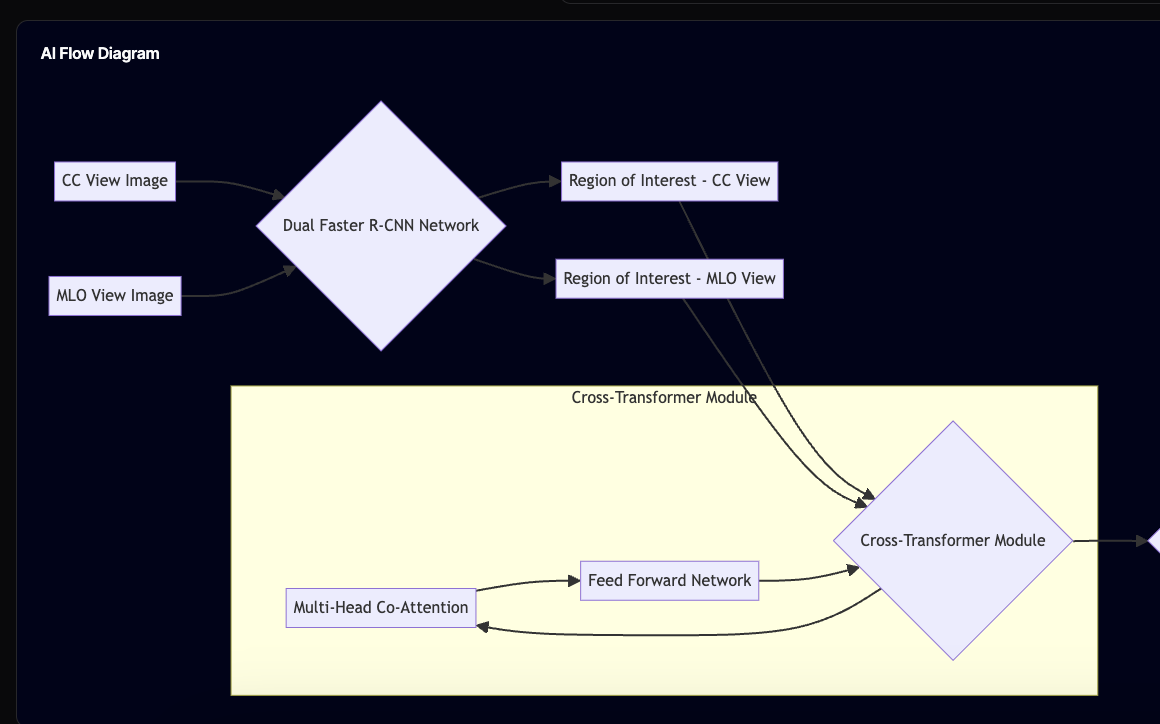 AI Flow Diagram
CC View Image
MLO View Image
Dual Faster R-CNN Network
Region of Interest - CC View
Region of Interest - MLO View
Cross-Transformer Module
Cross-Transformer Module
Feed Forward Network
Multi-Head Co-Attention